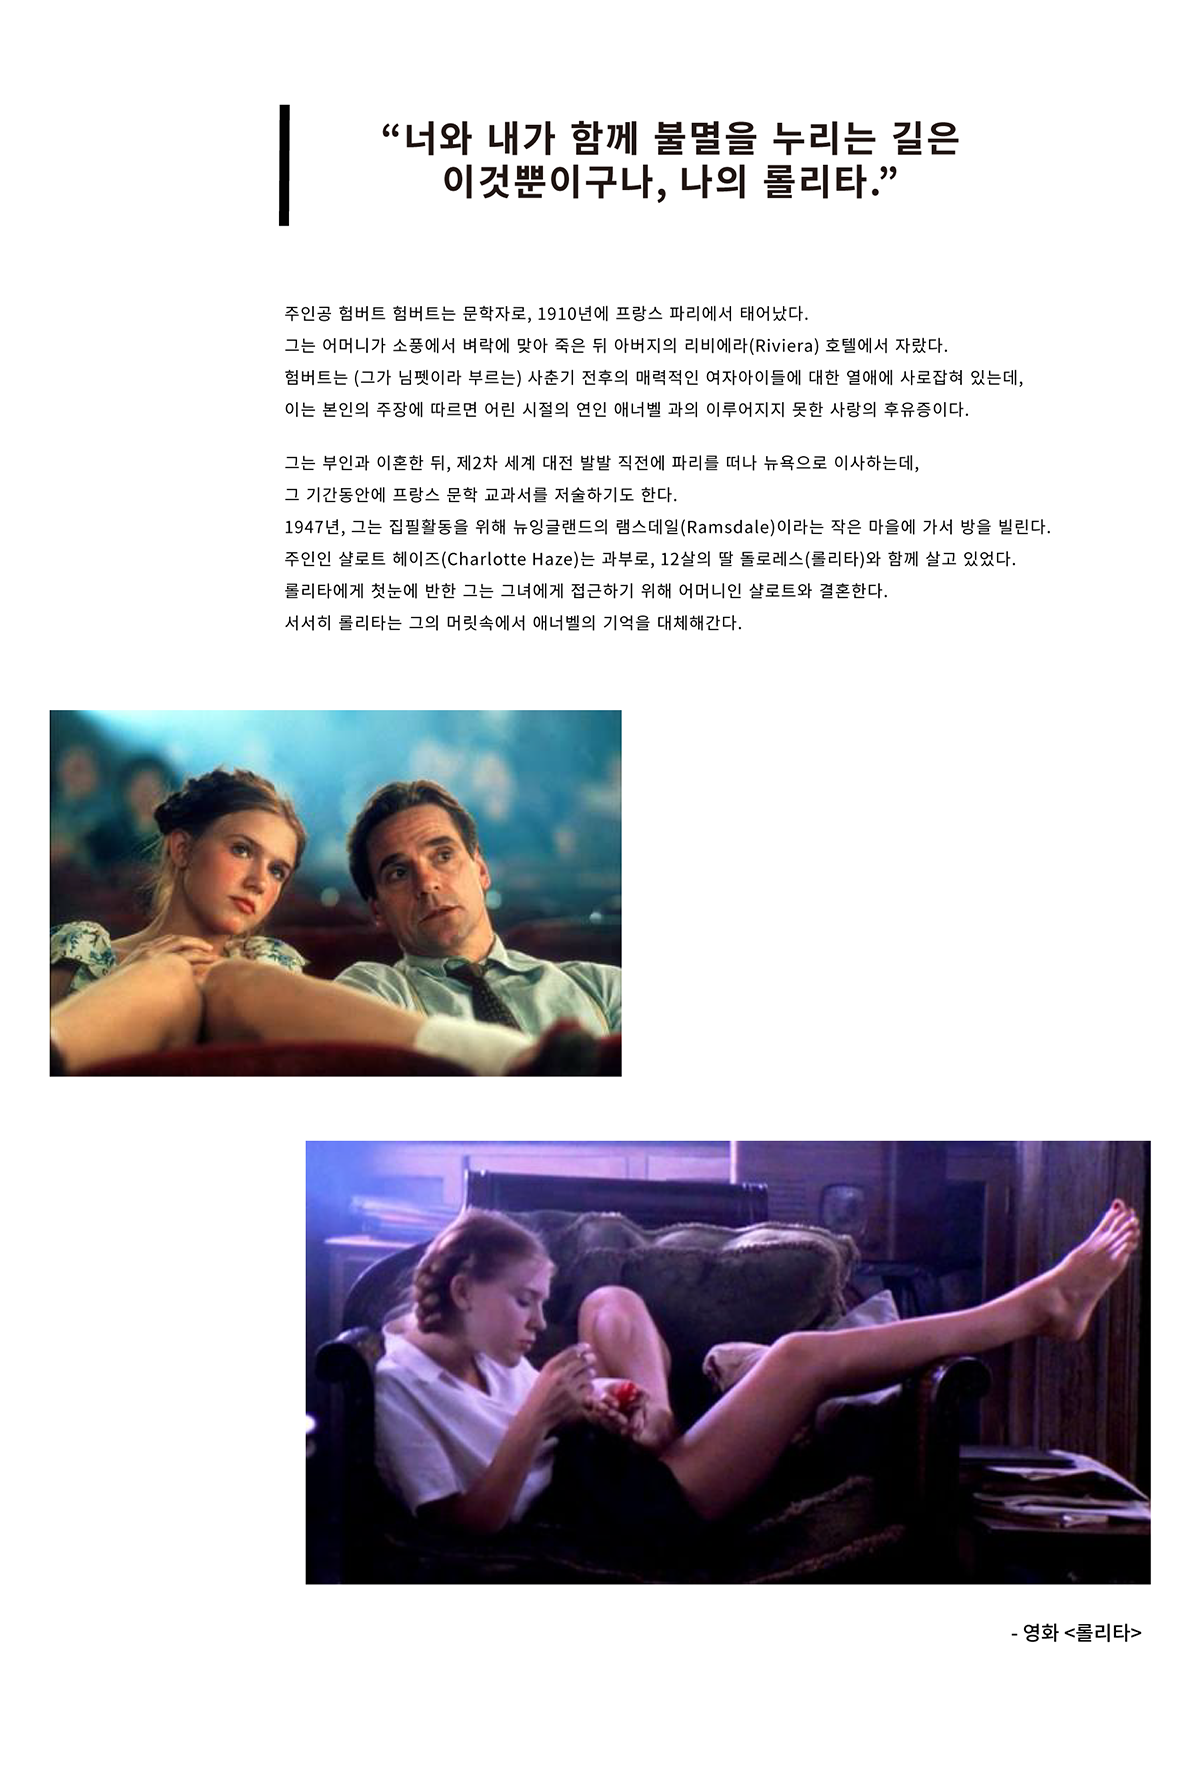 “너와 내가 함께 불멸을 누리는 길은
이것뿐이구나, 나의 롤리타.”
주인공 험버트 험버트는 문학자로, 1910년에 프랑스 파리에서 태어났다.
그는 어머니가 소풍에서 벼락에 맞아 죽은 뒤 아버지의 리비에라(Riviera) 호텔에서 자랐다.
험버트는 (그가 님펫이라 부르는) 사춘기 전후의 매력적인 여자아이들에 대한 열애에 사로잡혀 있는데,
이는 본인의 주장에 따르면 어린 시절의 연인 애너벨 과의 이루어지지 못한 사랑의 후유증이다.
그는 부인과 이혼한 뒤, 제2차 세계 대전 발발 직전에 파리를 떠나 뉴욕으로 이사하는데,
그 기간동안에 프랑스 문학 교과서를 저술하기도 한다.
1947년, 그는 집필활동을 위해 뉴잉글랜드의 램스데일(Ramsdale)이라는 작은 마을에 가서 방을 빌린다.
주인인 샬로트 헤이즈(Charlotte Haze)는 과부로, 12살의 딸 돌로레스(롤리타)와 함께 살고 있었다.
롤리타에게 첫눈에 반한 그는 그녀에게 접근하기 위해 어머니인 샬로트와 결혼한다.
서서히 롤리타는 그의 머릿속에서 애너벨의 기억을 대체해간다.
- 영화 <롤리타>